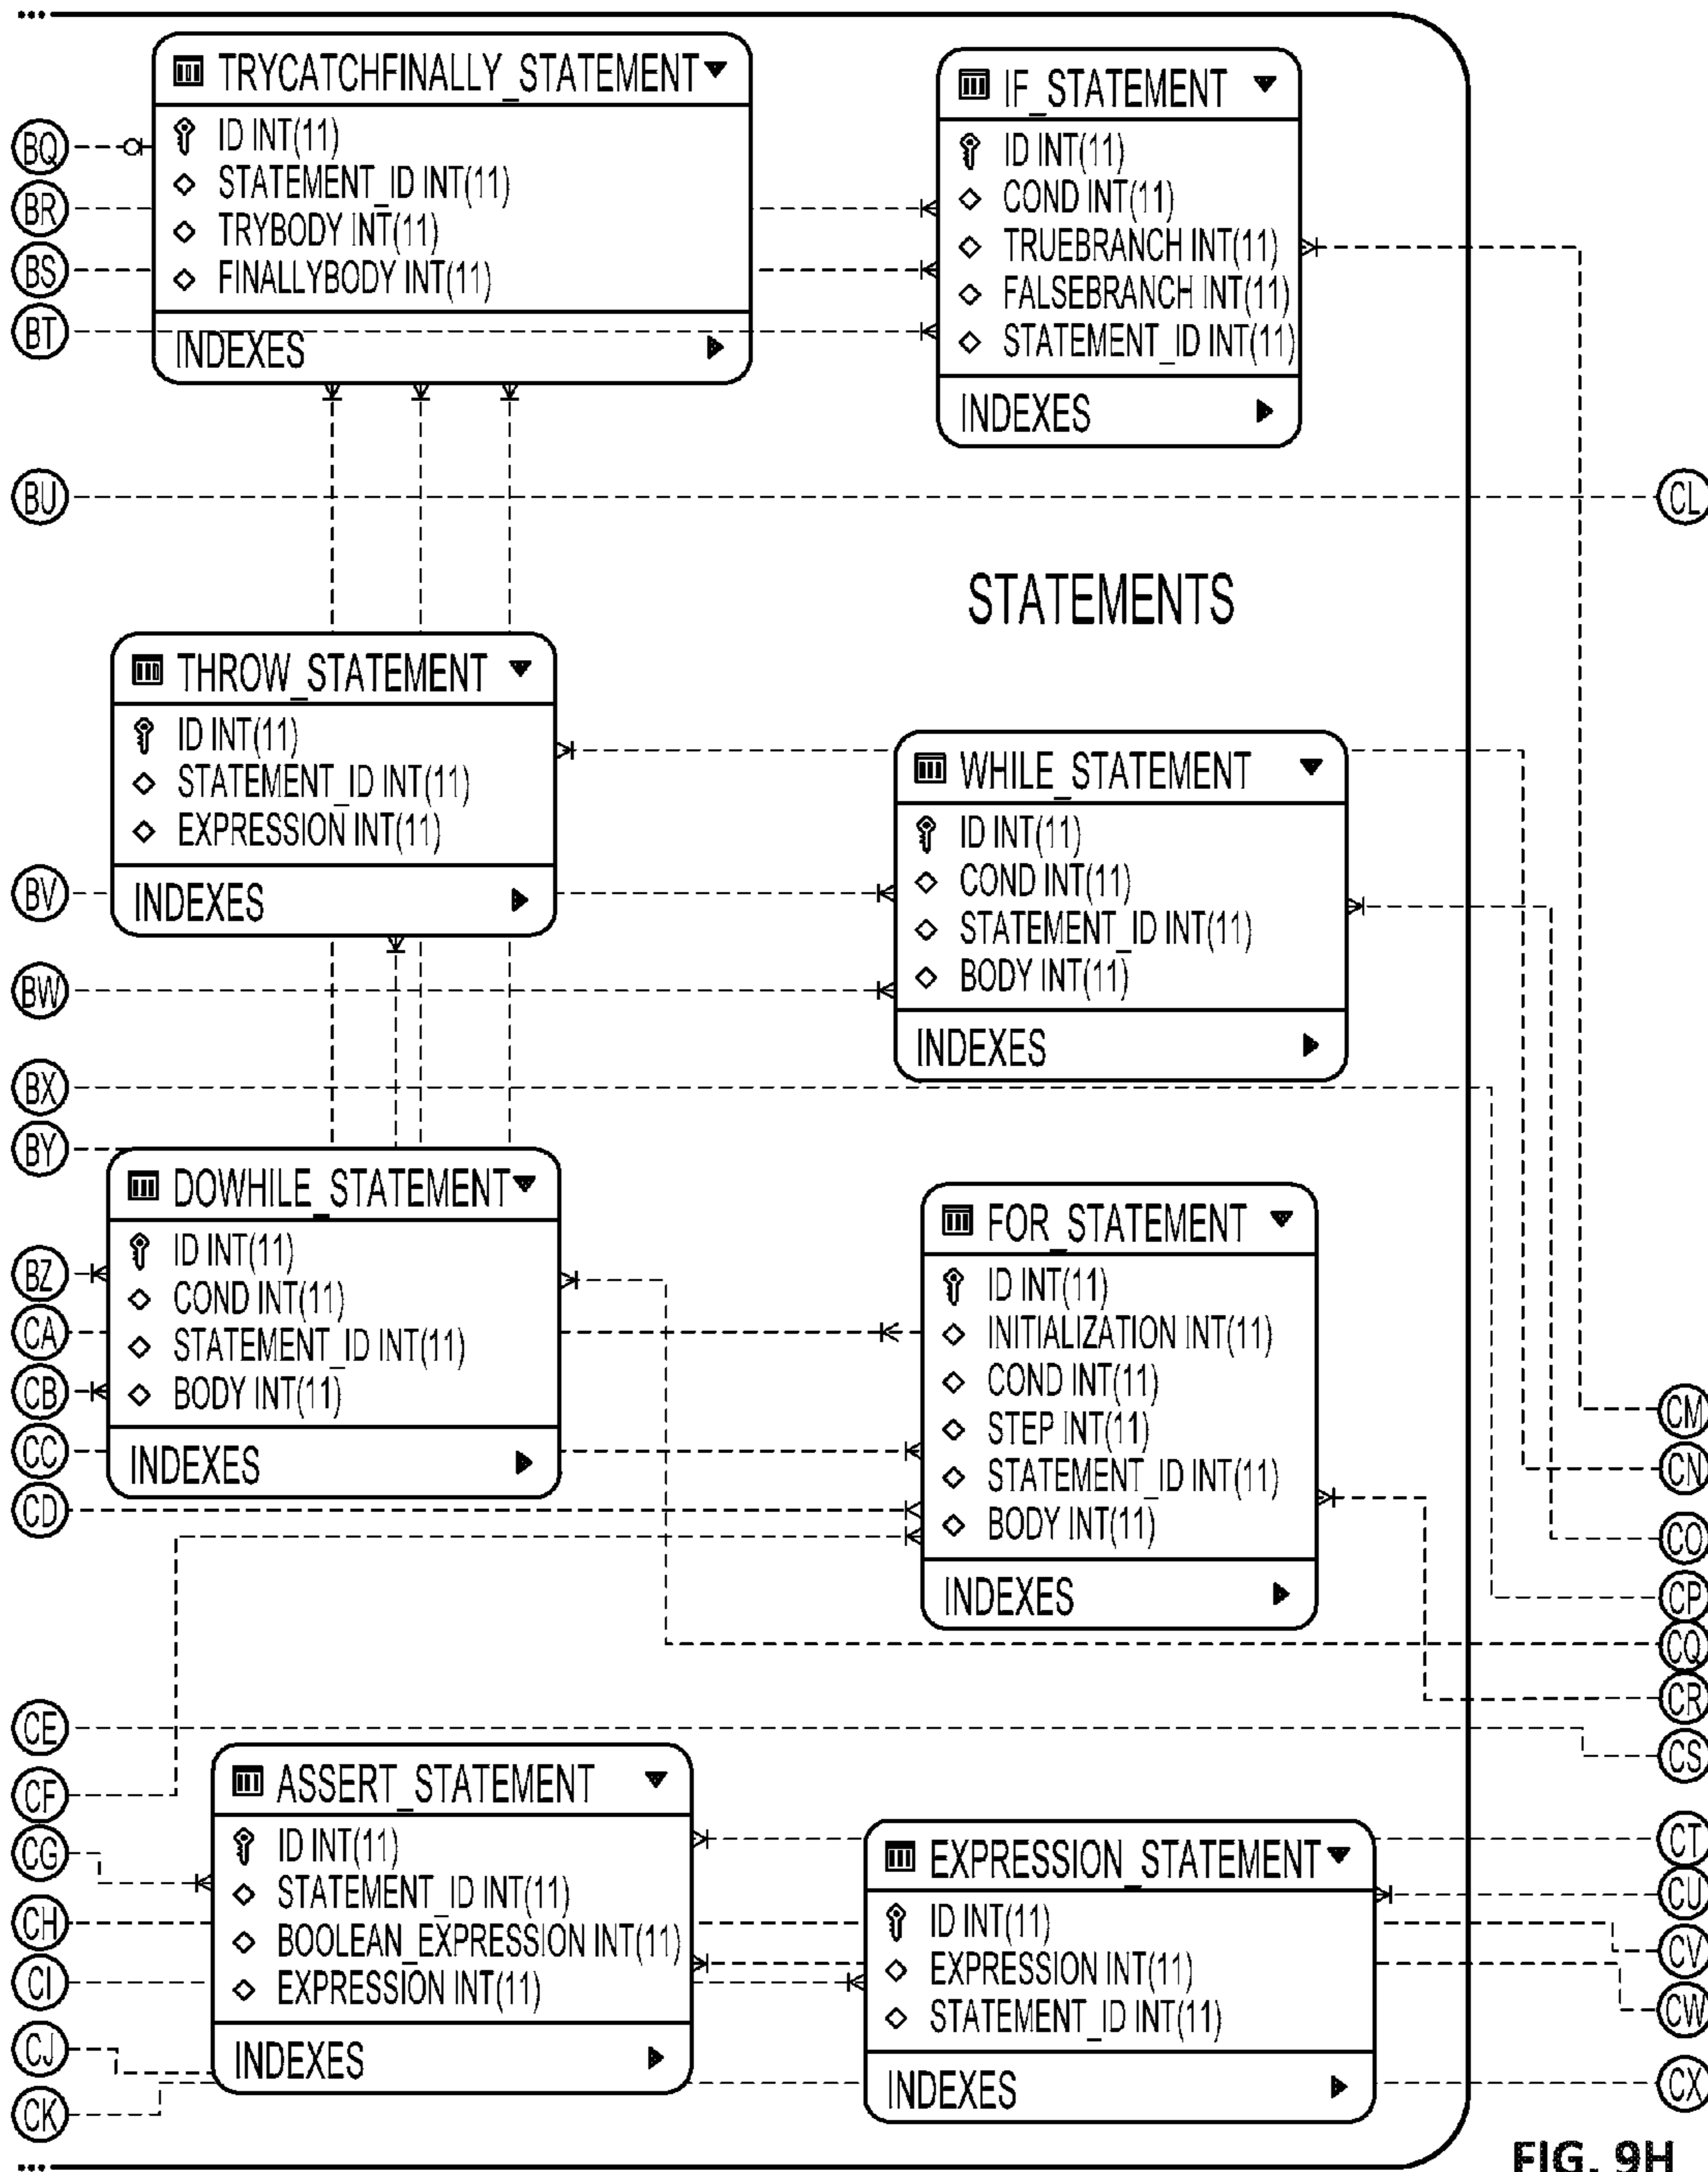 ...
TRYCATCHFINALLY_STATEMENT
ID INT(11)
STATEMENT_ID INT(11)
TRYBODY INT(11)
FINALLYBODY INT(11)
INDEXES
IF_STATEMENT
ID INT(11)
COND INT(11)
TRUEBRANCH INT(11)
FALSEBRANCH INT(11)
STATEMENT_ID INT(11)
INDEXES
BQ
BR
BS
BT
BU
CL
STATEMENTS
THROW_STATEMENT
ID INT(11)
STATEMENT_ID INT(11)
EXPRESSION INT(11)
INDEXES
WHILE_STATEMENT
ID INT(11)
COND INT(11)
STATEMENT_ID INT(11)
BODY INT(11)
INDEXES
BV
BW
BX
BY
DOWHILE_STATEMENT
ID INT(11)
COND INT(11)
STATEMENT_ID INT(11)
BODY INT(11)
INDEXES
FOR_STATEMENT
ID INT(11)
INITIALIZATION INT(11)
COND INT(11)
STEP INT(11)
STATEMENT_ID INT(11)
BODY INT(11)
INDEXES
BZ
CA
CB
CC
CD
CM
CN
CO
CP
CQ
CR
CS
CE
CF
CG
CH
CI
CJ
CK
ASSERT_STATEMENT
ID INT(11)
STATEMENT_ID INT(11)
BOOLEAN_EXPRESSION INT(11)
EXPRESSION INT(11)
INDEXES
EXPRESSION_STATEMENT
ID INT(11)
EXPRESSION INT(11)
STATEMENT_ID INT(11)
INDEXES
CT
CU
CV
CW
CX
...
FIG. 9H